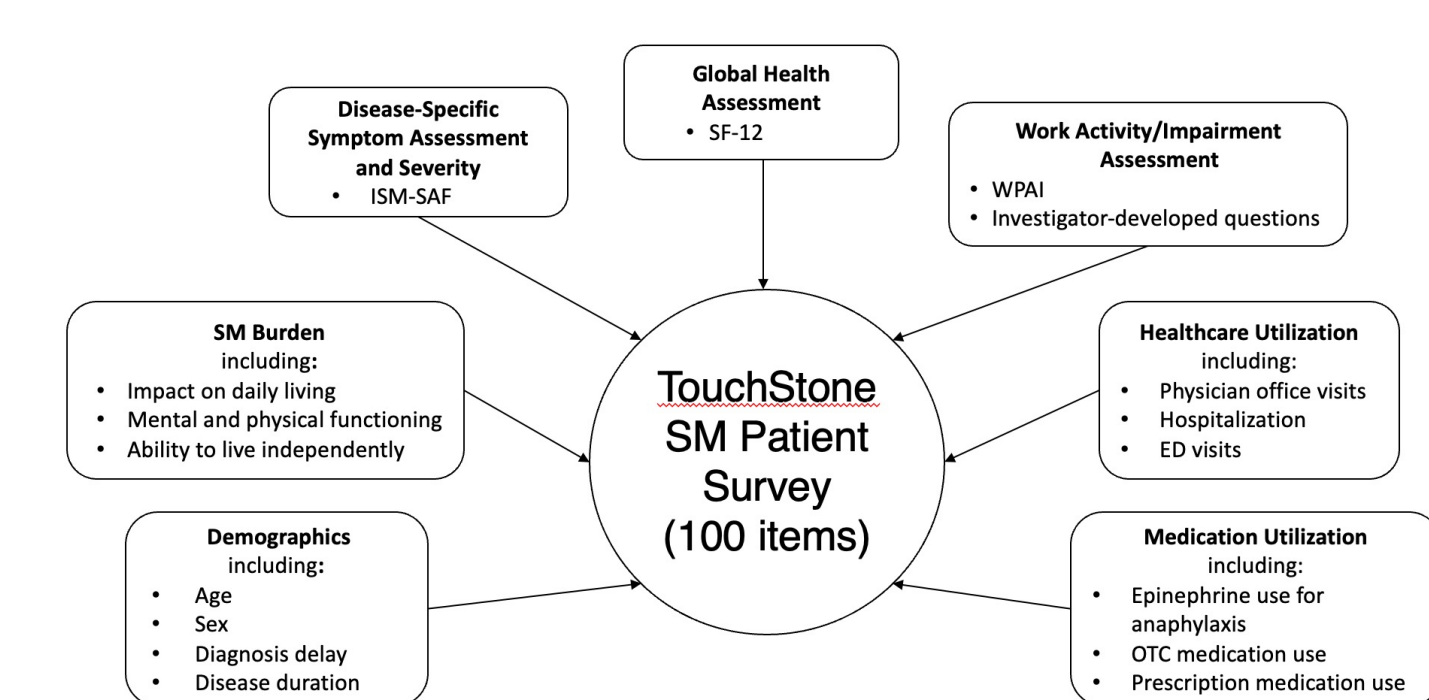 Global Health
Assessment
• SF-12
Disease-Specific
Symptom Assessment
and Severity
• ISM-SAF
Work Activity/Impairment
Assessment
• WPAI
• Investigator-developed questions
SM Burden
including:
• Impact on daily living
• Mental and physical functioning
• Ability to live independently
TouchStone
SM Patient
Survey
(100 items)
Healthcare Utilization
including:
• Physician office visits
• Hospitalization
• ED visits
Demographics
including:
• Age
• Sex
• Diagnosis delay
• Disease duration
Medication Utilization
including:
• Epinephrine use for
anaphylaxis
• OTC medication use
• Prescription medication use